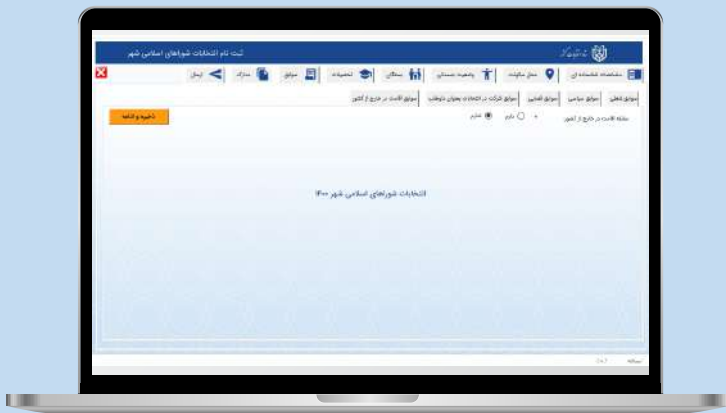 ثبت نام انتخابات شوراهای اسلامی شهر
مشخصات شناسنامه ای محل سکونت وضعیت جسمانی بستگان تحصیلات سوابق مدارک ارسال
سوابق شغلی سوابق سیاسی سوابق قضایی سوابق شرکت در انتخابات بعنوان داوطلب سوابق اقامت در خارج از کشور
سابقه اقامت در خارج از کشور * دارم ندارم ذخیره و ادامه
انتخابات شوراهای اسلامی شهر ۱۴۰۰